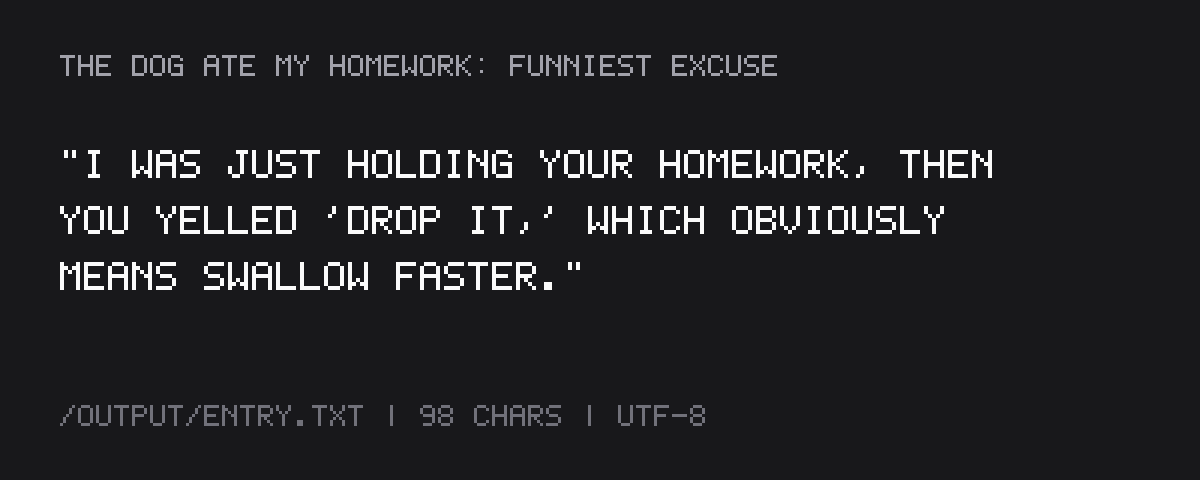 THE DOG ATE MY HOMEWORK: FUNNIEST EXCUSE
"I WAS JUST HOLDING YOUR HOMEWORK, THEN
YOU YELLED 'DROP IT,' WHICH OBVIOUSLY
MEANS SWALLOW FASTER."
/OUTPUT/ENTRY.TXT | 98 CHARS | UTF-8